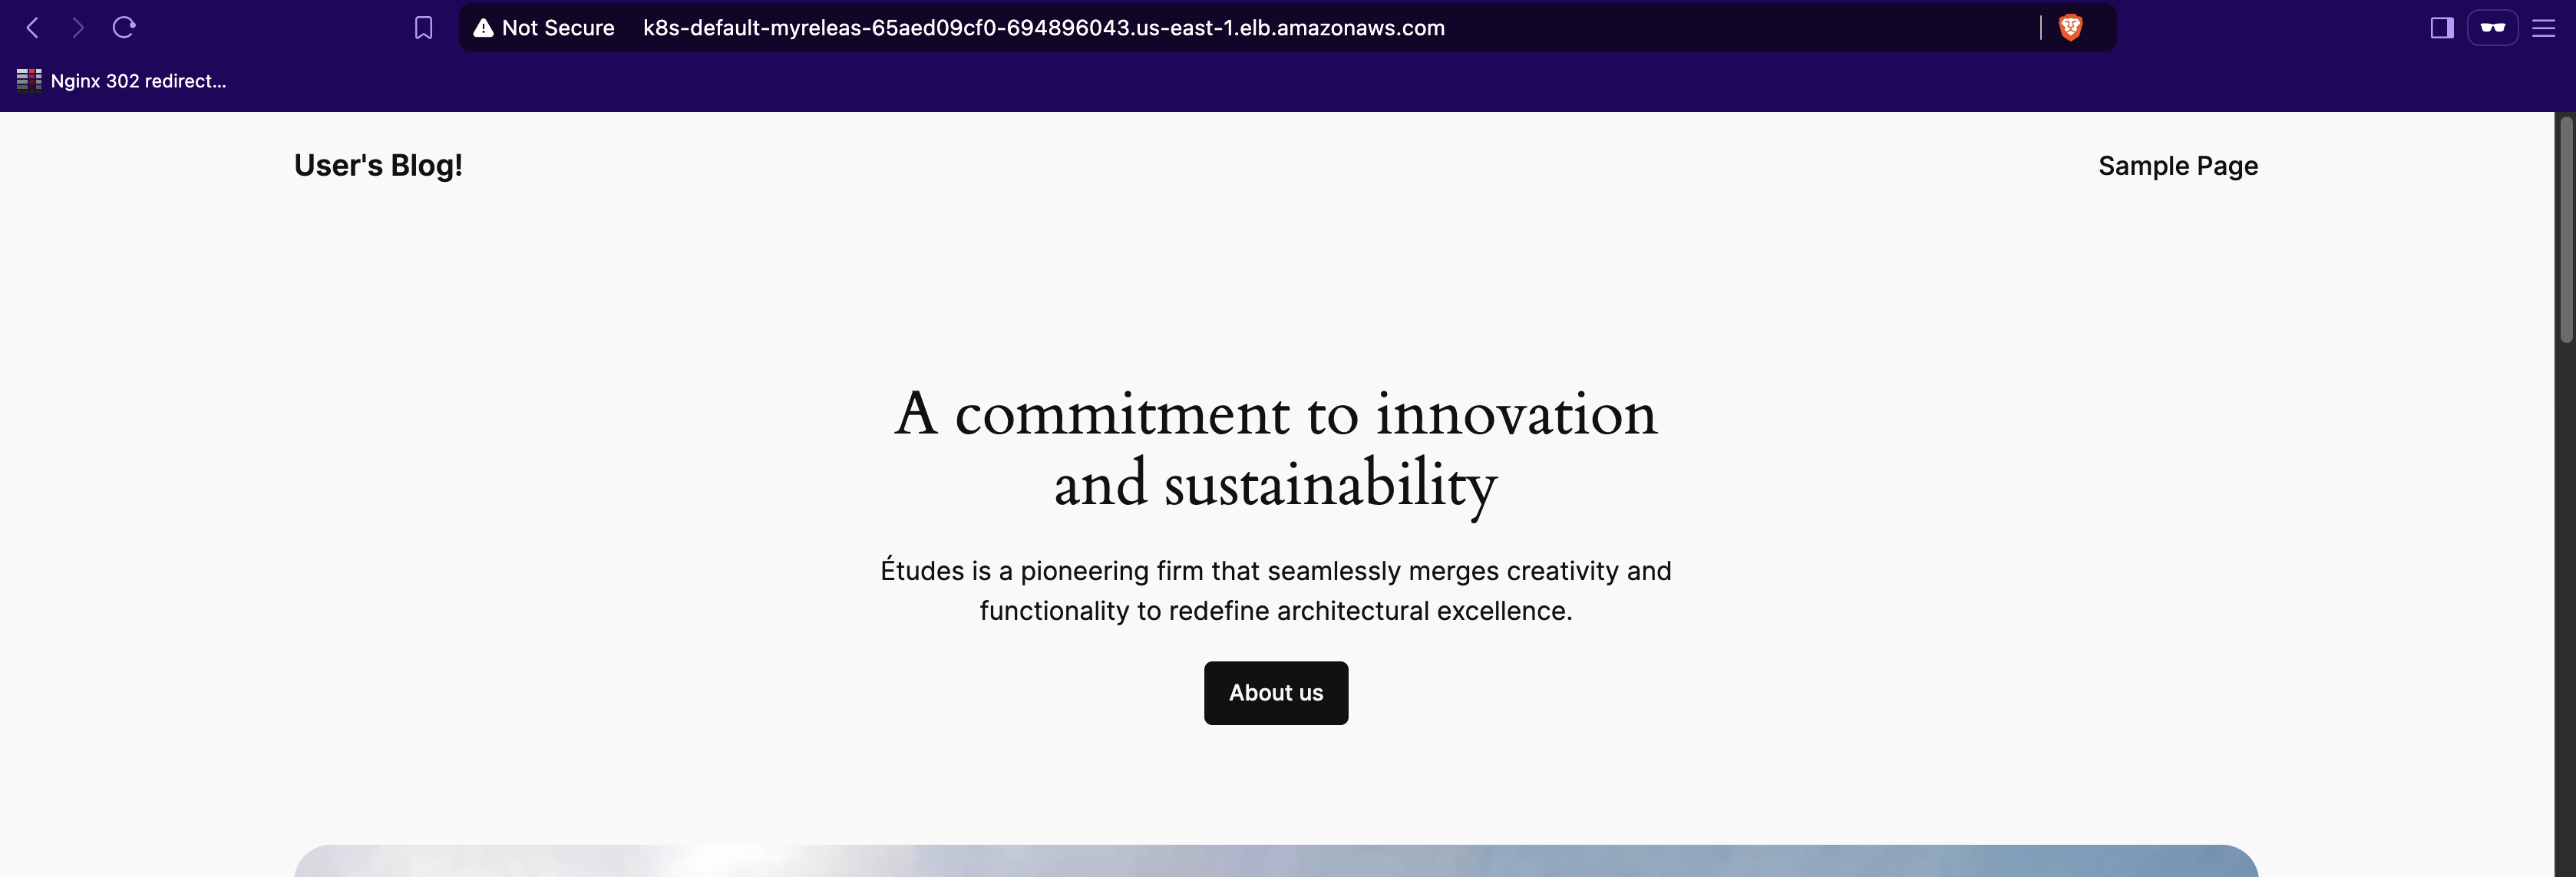 Not Secure k8s-default-myreleas-65aed09cf0-694896043.us-east-1.elb.amazonaws.com
Nginx 302 redirect...
User's Blog!
Sample Page
A commitment to innovation
and sustainability
Études is a pioneering firm that seamlessly merges creativity and
functionality to redefine architectural excellence.
About us